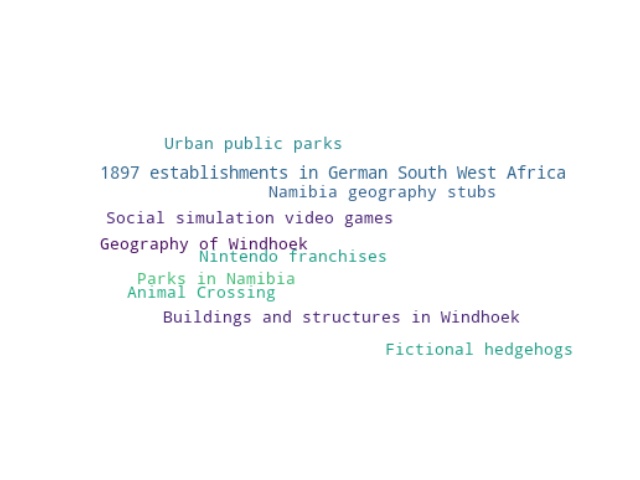 Urban public parks
1897 establishments in German South West Africa
Namibia geography stubs
Social simulation video games
Geography of Windhoek
Nintendo franchises
Parks in Namibia
Animal Crossing
Buildings and structures in Windhoek
Fictional hedgehogs